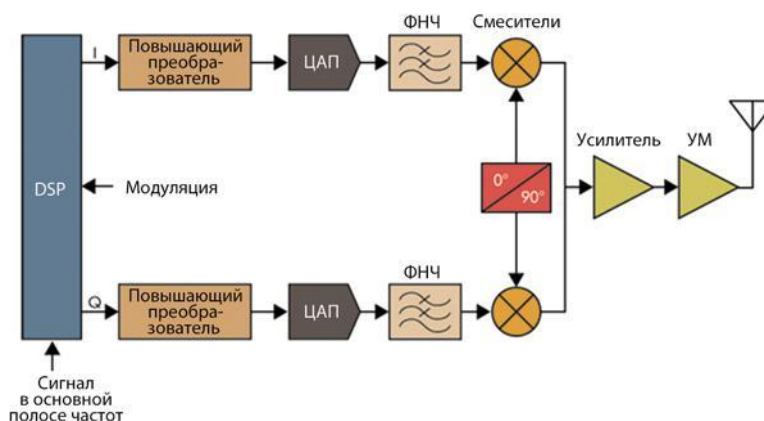 ФНЧ
Смесители
I
Повышающий
преобра-
зователь
ЦАП
Усилитель
УМ
DSP
Модуляция
0°
90°
ФНЧ
Q
Повышающий
преобра-
зователь
ЦАП
Сигнал
в основной
полосе частот